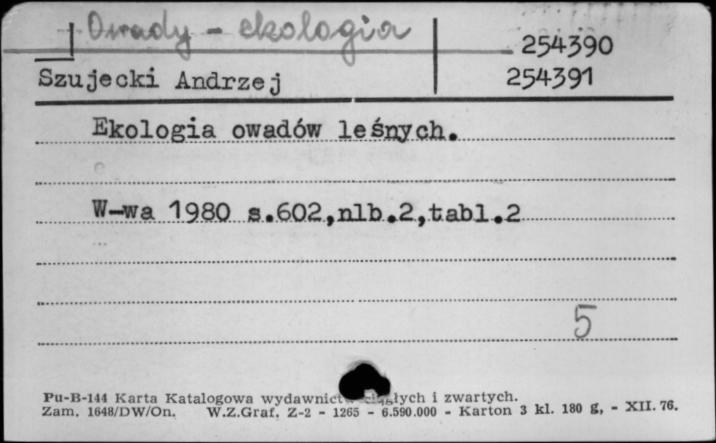 Owady - ekologia
254390
Szujecki Andrzej 254391
Ekologia owadów leśnych.
W-wa 1980 s.602,nlb.2,tabl.2
5
Pu-B-144 Karta Katalogowa wydawnictw ciągłych i zwartych.
Zam. 1648/DW/On. W.Z.Graf. Z-2 - 1265 - 6.590.000 - Karton 3 kl. 180 g, - XII. 76.